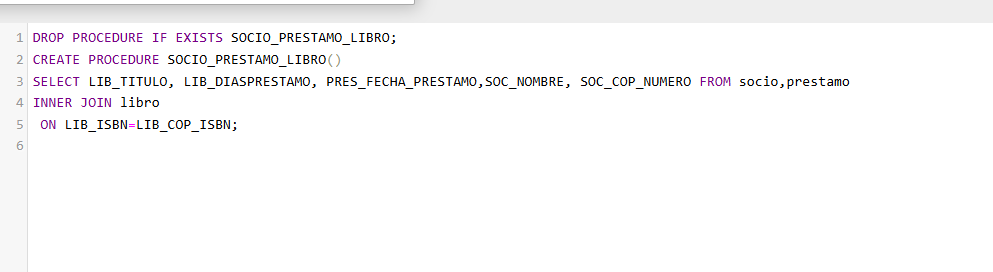 1 DROP PROCEDURE IF EXISTS SOCIO_PRESTAMO_LIBRO;
2 CREATE PROCEDURE SOCIO_PRESTAMO_LIBRO()
3 SELECT LIB_TITULO, LIB_DIASPRESTAMO, PRES_FECHA_PRESTAMO,SOC_NOMBRE, SOC_COP_NUMERO FROM socio,prestamo
4 INNER JOIN libro
5  ON LIB_ISBN=LIB_COP_ISBN;
6